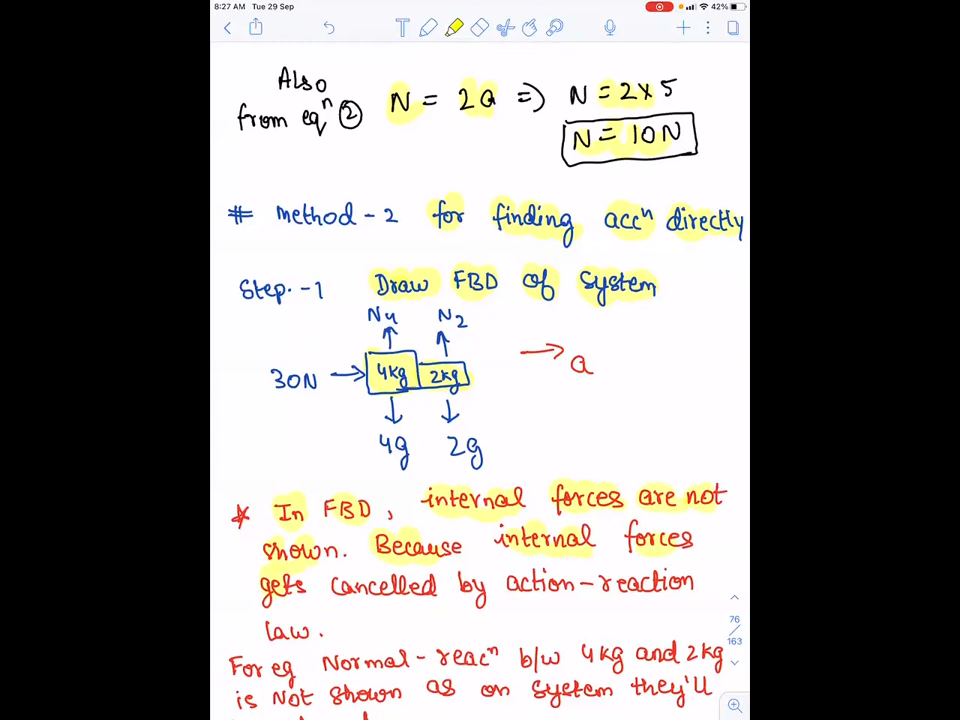 8:27 AM Tue 29 Sep 42%
Also N = 2a => N = 2x5
from eqn ② N = 10N
# method-2 for finding accn directly
Step.-1 Draw FBD of system
N4 N2
30N 4kg 2kg a
4g 2g
* In FBD, internal forces are not
shown. Because internal forces
gets cancelled by action-reaction
law.
76
163
For eg Normal-reacn b/w 4kg and 2kg
is Not shown as on system they'll